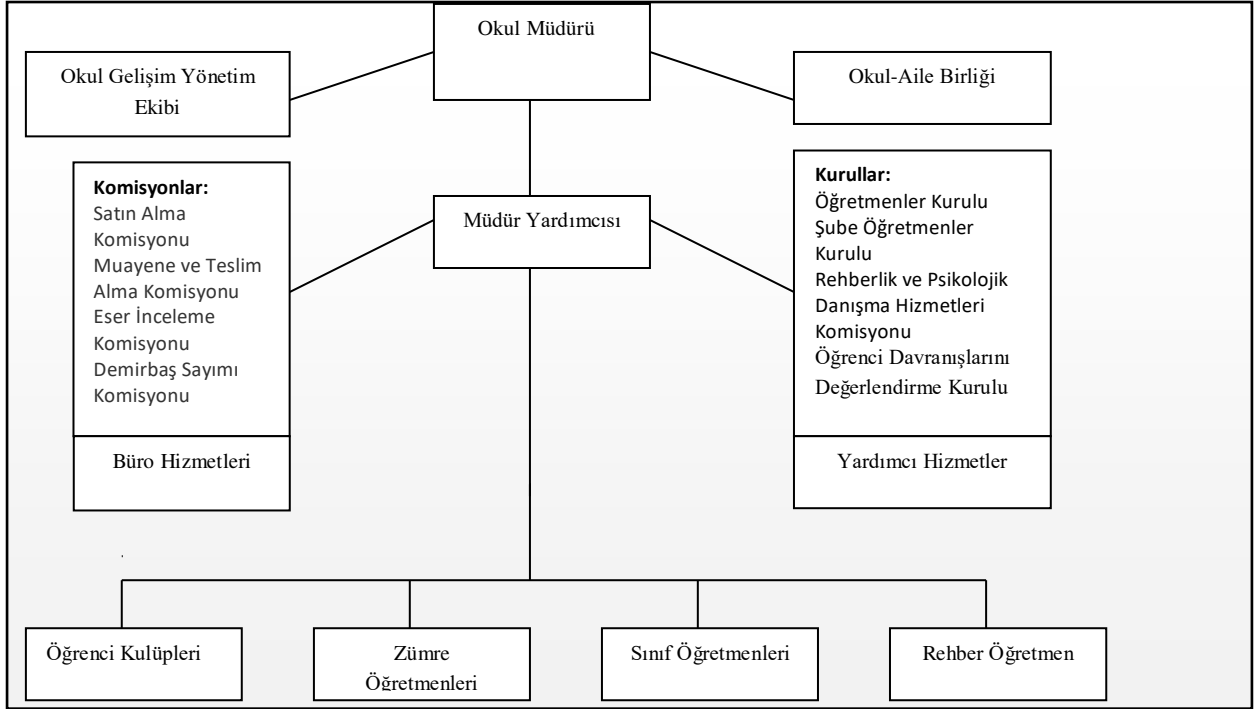 Okul Müdürü
Okul Gelişim Yönetim
Ekibi
Okul-Aile Birliği
Komisyonlar:
Satın Alma
Komisyonu
Muayene ve Teslim
Alma Komisyonu
Eser İnceleme
Komisyonu
Demirbaş Sayımı
Komisyonu
Müdür Yardımcısı
Kurullar:
Öğretmenler Kurulu
Şube Öğretmenler
Kurulu
Rehberlik ve Psikolojik
Danışma Hizmetleri
Komisyonu
Öğrenci Davranışlarını
Değerlendirme Kurulu
Büro Hizmetleri
Yardımcı Hizmetler
Öğrenci Kulüpleri
Zümre
Öğretmenleri
Sınıf Öğretmenleri
Rehber Öğretmen